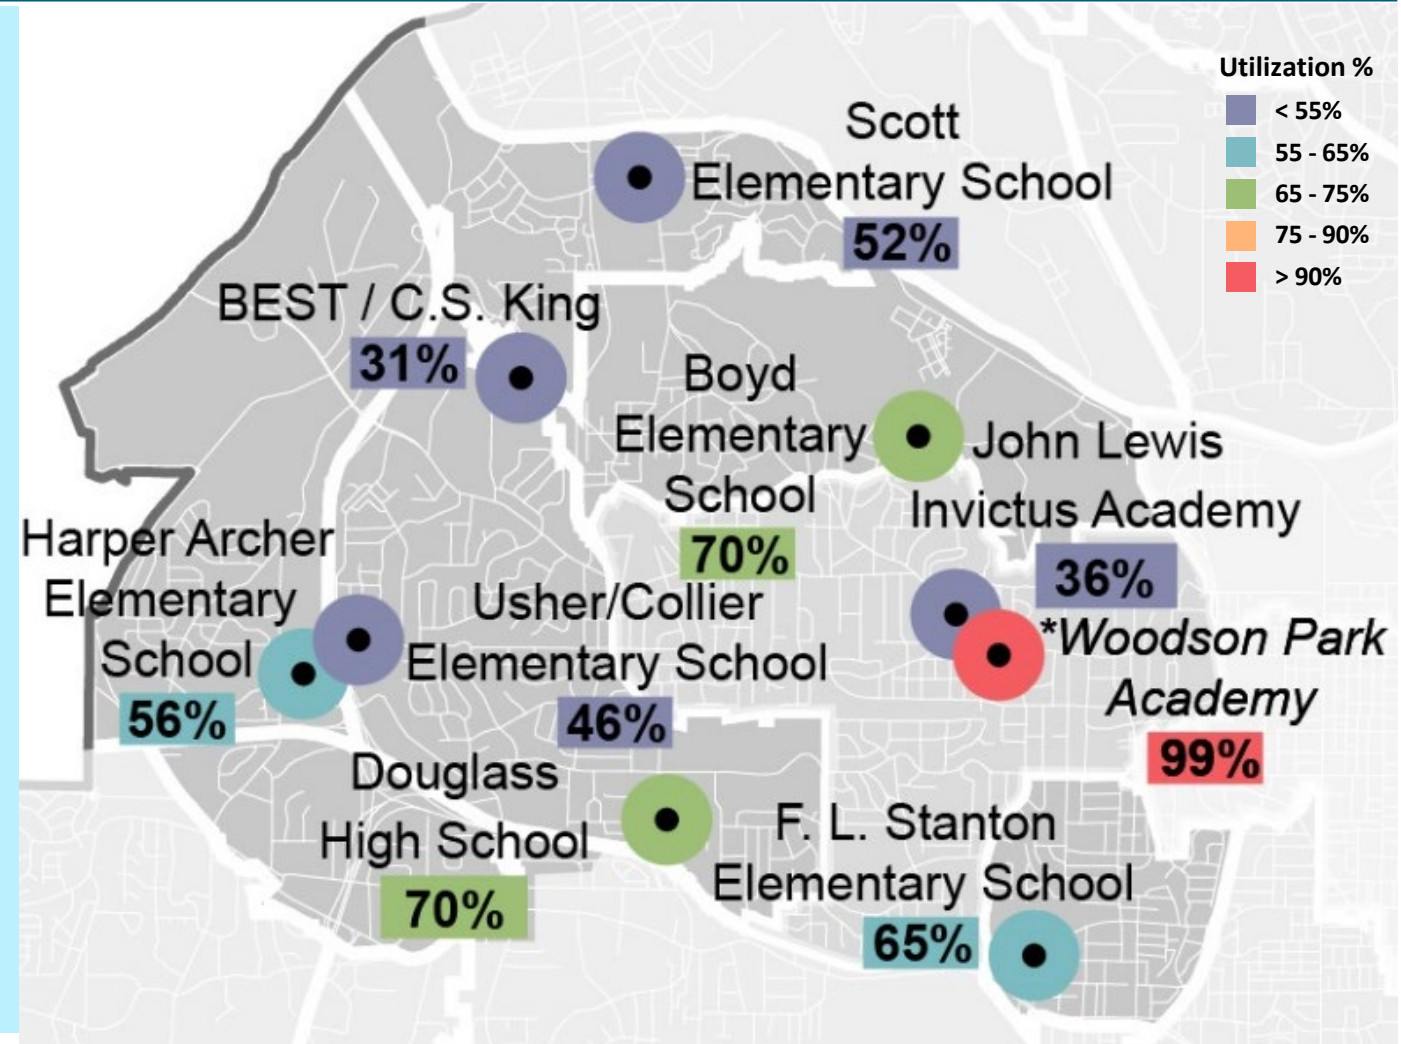 Utilization %
< 55%
55 - 65%
65 - 75%
75 - 90%
> 90%
Scott
Elementary School
52%
BEST / C.S. King
31%
Boyd
Elementary
School
70%
John Lewis
Invictus Academy
36%
*Woodson Park
Academy
99%
Harper Archer
Elementary
School
56%
Usher/Collier
Elementary School
46%
Douglass
High School
70%
F. L. Stanton
Elementary School
65%